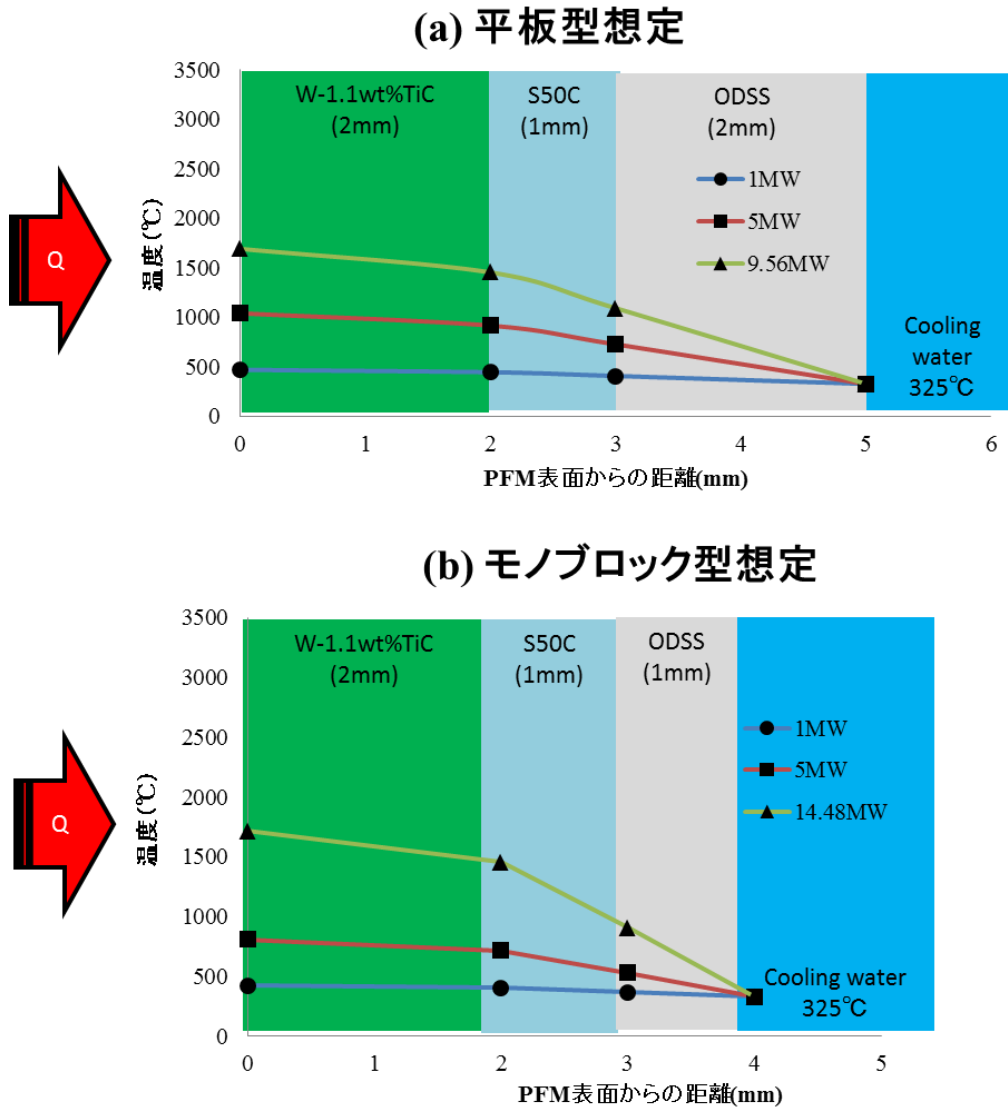 (a) 平板型想定
3500
3000
2500
2000
1500
1000
500
0
温度(℃)
Q
W-1.1wt%TiC
(2mm)
S50C
(1mm)
ODSS
(2mm)
1MW
5MW
9.56MW
Cooling
water
325℃
0 1 2 3 4 5 6
PFM表面からの距離(mm)
(b) モノブロック型想定
3500
3000
2500
2000
1500
1000
500
0
温度(℃)
Q
W-1.1wt%TiC
(2mm)
S50C
(1mm)
ODSS
(1mm)
1MW
5MW
14.48MW
Cooling water
325℃
0 1 2 3 4 5
PFM表面からの距離(mm)